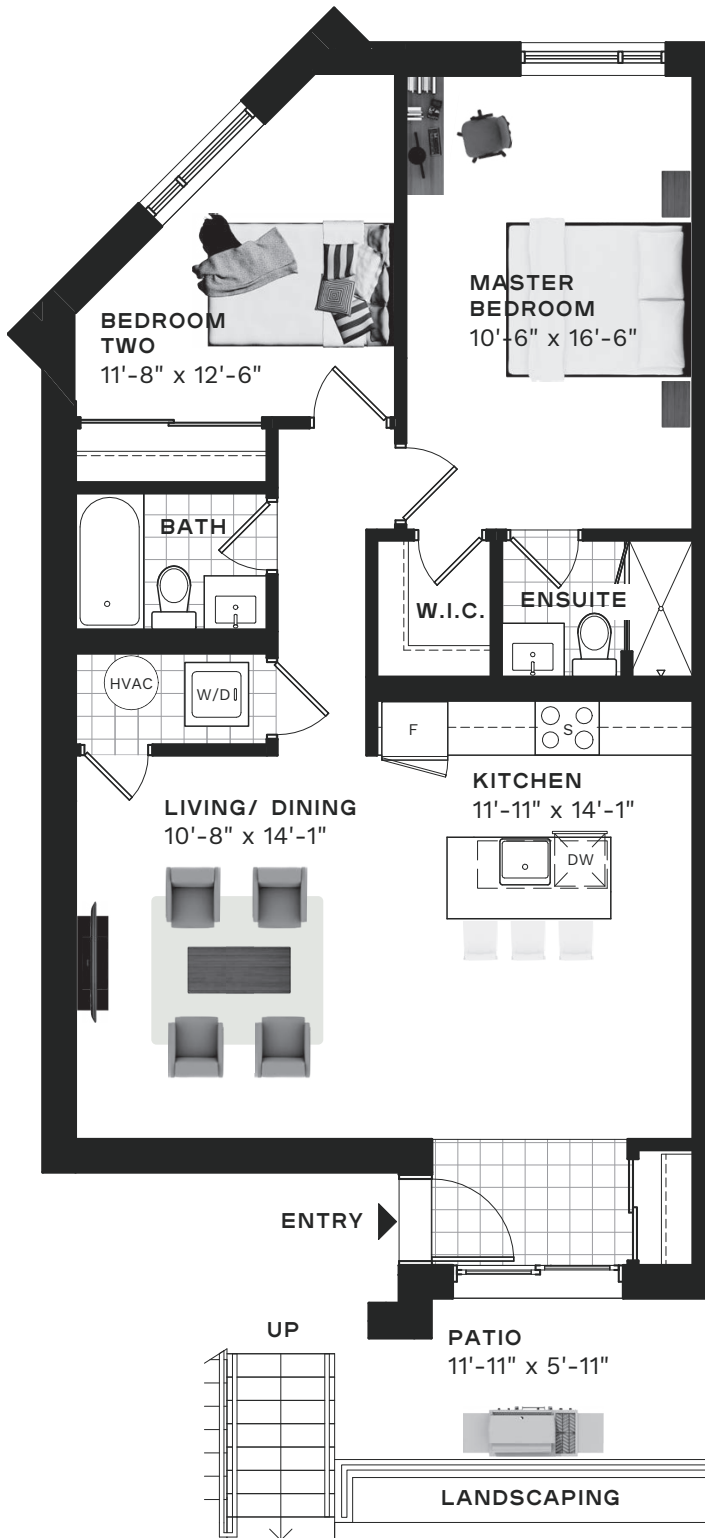 MASTER
BEDROOM
10'-6" x 16'-6"
BEDROOM
TWO
11'-8" x 12'-6"
BATH
W.I.C.
ENSUITE
HVAC
W/D
F
S
KITCHEN
11'-11" x 14'-1"
LIVING/ DINING
10'-8" x 14'-1"
DW
ENTRY
UP
PATIO
11'-11" x 5'-11"
LANDSCAPING